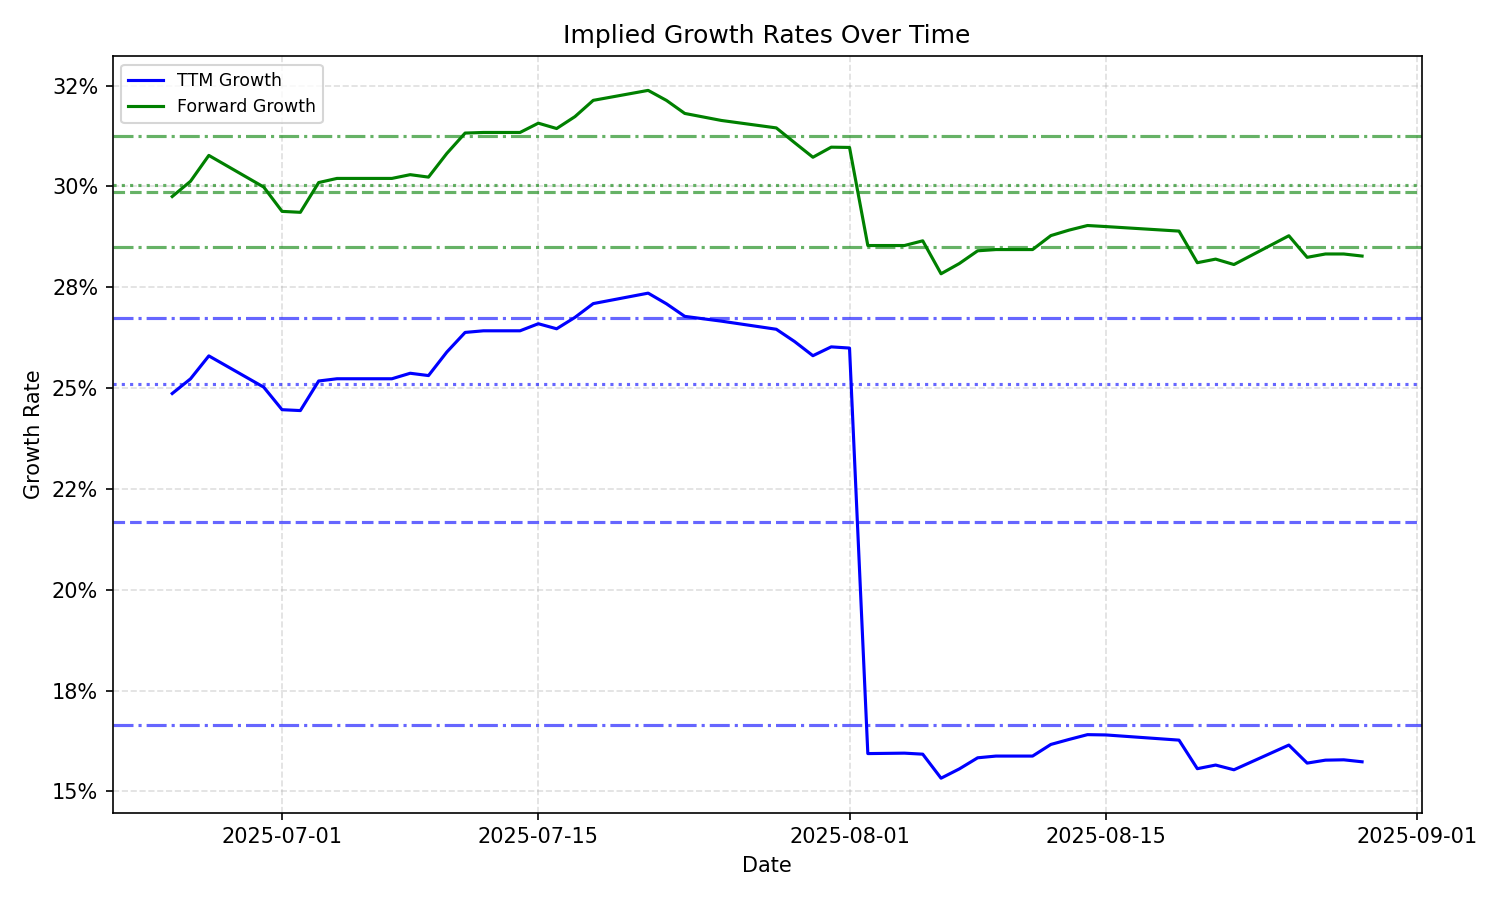 Implied Growth Rates Over Time
TTM Growth
Forward Growth
32%
30%
28%
25%
22%
20%
18%
15%
Growth Rate
2025-07-01
2025-07-15
2025-08-01
2025-08-15
2025-09-01
Date